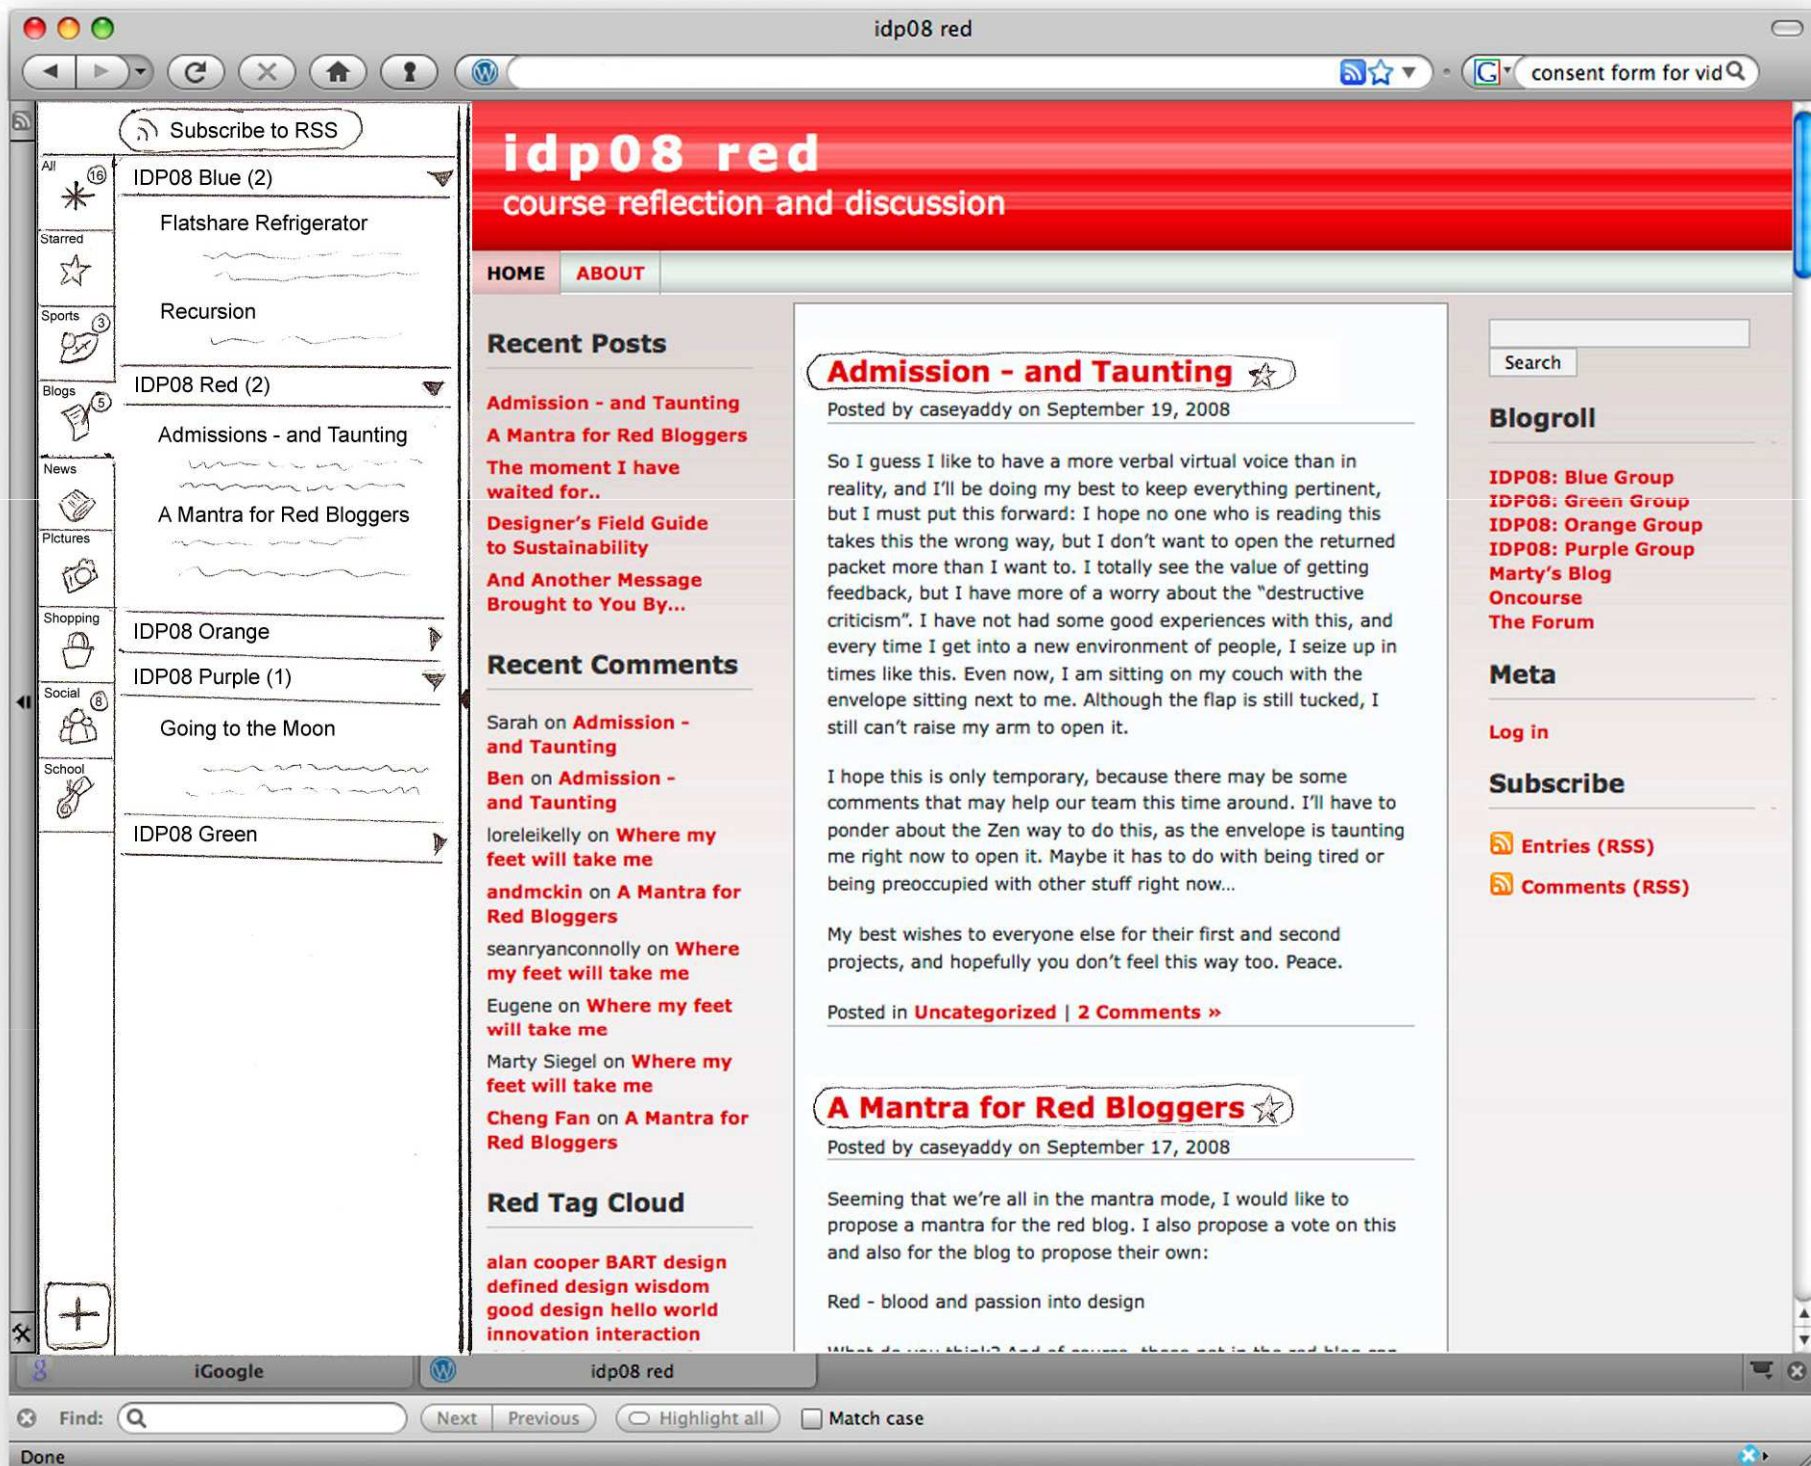 idp08 red
consent form for vid
Subscribe to RSS
All
16
Starred
Sports
3
Blogs
5
News
PIctures
Shopping
Social
8
School
IDP08 Blue (2)
Flatshare Refrigerator
Recursion
IDP08 Red (2)
Admissions - and Taunting
A Mantra for Red Bloggers
IDP08 Orange
IDP08 Purple (1)
Going to the Moon
IDP08 Green
idp08 red
course reflection and discussion
HOME
ABOUT
Recent Posts
Admission - and Taunting
A Mantra for Red Bloggers
The moment I have
waited for..
Designer's Field Guide
to Sustainability
And Another Message
Brought to You By...
Recent Comments
Sarah on Admission -
and Taunting
Ben on Admission -
and Taunting
loreleikelly on Where my
feet will take me
andmckin on A Mantra for
Red Bloggers
seanryanconnolly on Where
my feet will take me
Eugene on Where my feet
will take me
Marty Siegel on Where my
feet will take me
Cheng Fan on A Mantra for
Red Bloggers
Red Tag Cloud
alan cooper BART design
defined design wisdom
good design hello world
innovation interaction
Admission - and Taunting
Posted by caseyaddy on September 19, 2008
So I guess I like to have a more verbal virtual voice than in
reality, and I'll be doing my best to keep everything pertinent,
but I must put this forward: I hope no one who is reading this
takes this the wrong way, but I don't want to open the returned
packet more than I want to. I totally see the value of getting
feedback, but I have more of a worry about the "destructive
criticism". I have not had some good experiences with this, and
every time I get into a new environment of people, I seize up in
times like this. Even now, I am sitting on my couch with the
envelope sitting next to me. Although the flap is still tucked, I
still can't raise my arm to open it.
I hope this is only temporary, because there may be some
comments that may help our team this time around. I'll have to
ponder about the Zen way to do this, as the envelope is taunting
me right now to open it. Maybe it has to do with being tired or
being preoccupied with other stuff right now...
My best wishes to everyone else for their first and second
projects, and hopefully you don't feel this way too. Peace.
Posted in Uncategorized | 2 Comments »
A Mantra for Red Bloggers
Posted by caseyaddy on September 17, 2008
Seeming that we're all in the mantra mode, I would like to
propose a mantra for the red blog. I also propose a vote on this
and also for the blog to propose their own:
Red - blood and passion into design
What do you think? And of course, those not in the red blog can
Search
Blogroll
IDP08: Blue Group
IDP08: Green Group
IDP08: Orange Group
IDP08: Purple Group
Marty's Blog
Oncourse
The Forum
Meta
Log in
Subscribe
Entries (RSS)
Comments (RSS)
iGoogle
idp08 red
Find:
Next
Previous
Highlight all
Match case
Done